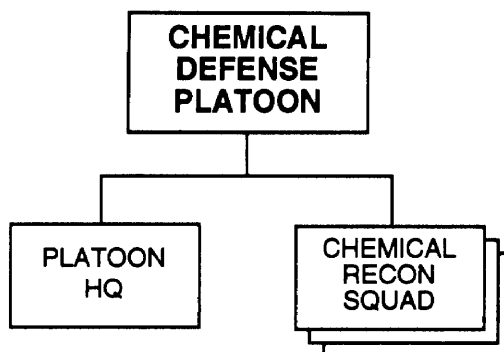 CHEMICAL
DEFENSE
PLATOON
PLATOON
HQ
CHEMICAL
RECON
SQUAD